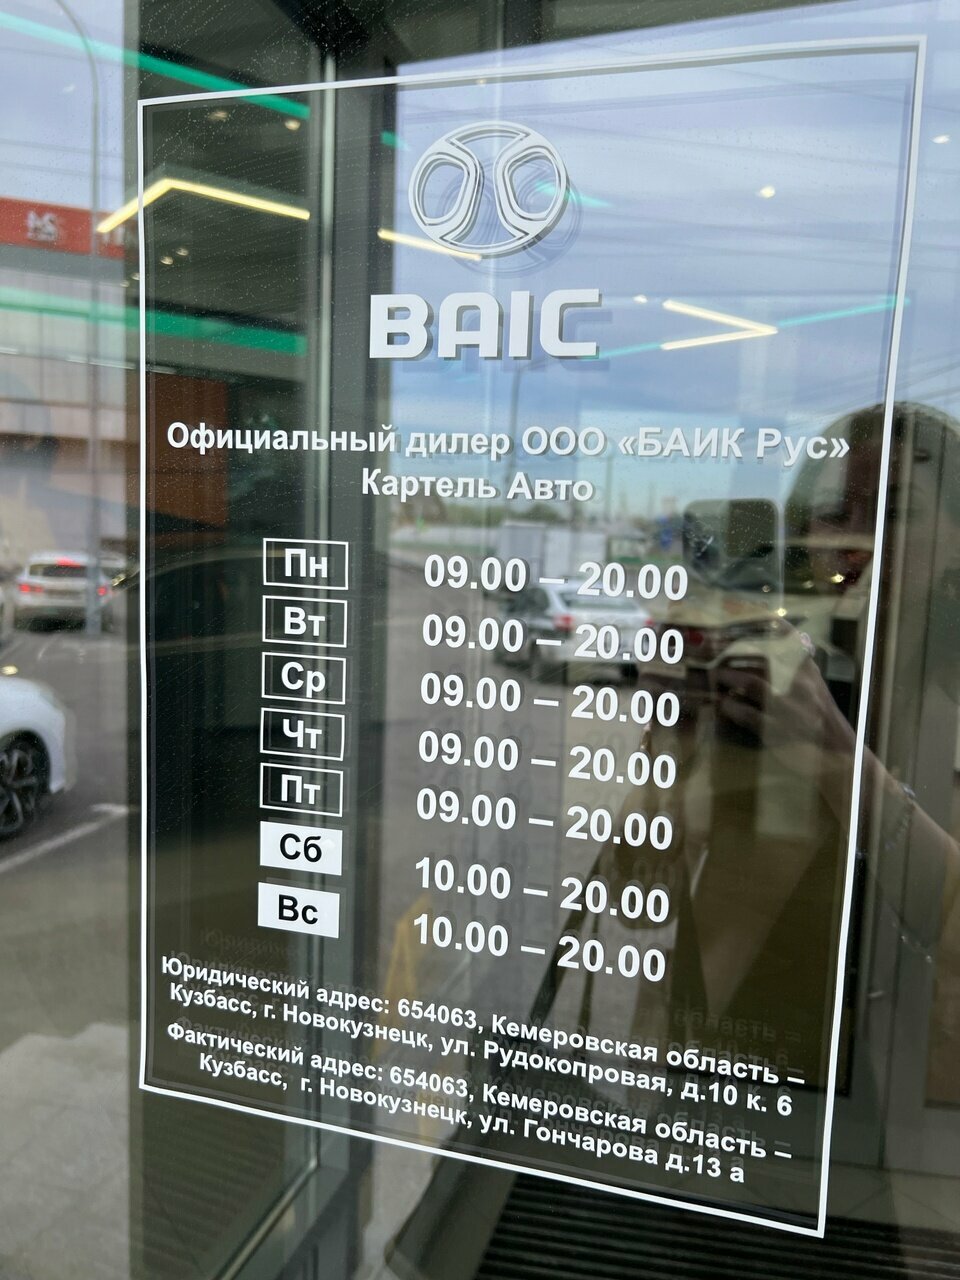 BAIC
Официальный дилер ООО «БАИК Рус»
Картель Авто
Пн 09.00 – 20.00
Вт 09.00 – 20.00
Ср 09.00 – 20.00
Чт 09.00 – 20.00
Пт 09.00 – 20.00
Сб 10.00 – 20.00
Вс 10.00 – 20.00
Юридический адрес: 654063, Кемеровская область –
Кузбасс, г. Новокузнецк, ул. Рудокопровая, д.10 к. 6
Фактический адрес: 654063, Кемеровская область –
Кузбасс, г. Новокузнецк, ул. Гончарова д.13 а